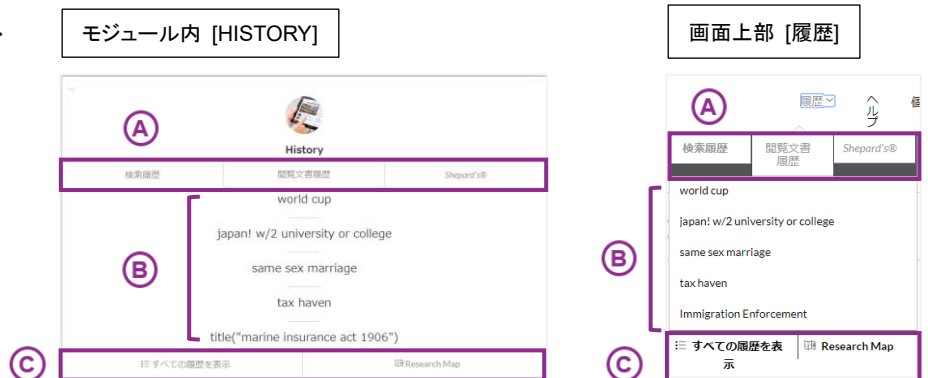 モジュール内 [HISTORY]
A
History
検索履歴 閲覧文書履歴 Shepard's®
B
world cup
japan! w/2 university or college
same sex marriage
tax haven
title("marine insurance act 1906")
C
すべての履歴を表示 Research Map
画面上部 [履歴]
A
履歴
ヘルプ
個
検索履歴 閲覧文書
履歴 Shepard's®
B
world cup
japan! w/2 university or college
same sex marriage
tax haven
Immigration Enforcement
C
すべての履歴を表
示 Research Map